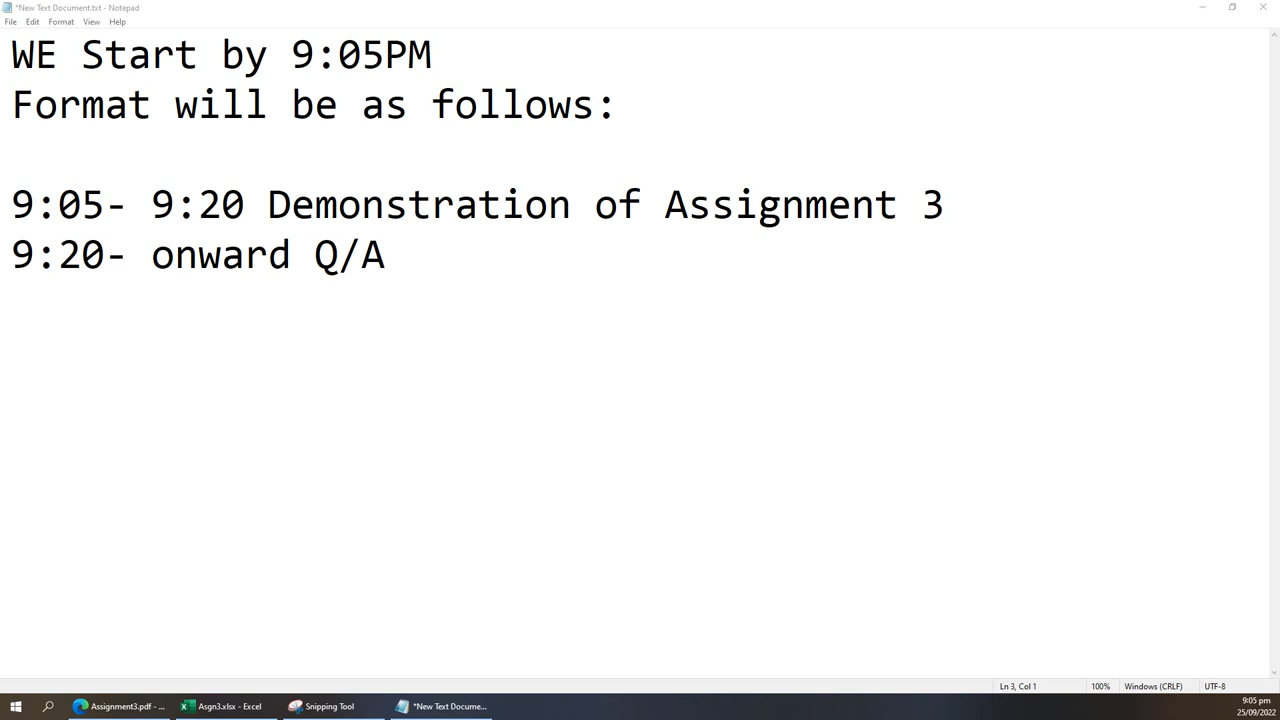 *New Text Document.txt - Notepad
File Edit Format View Help
WE Start by 9:05PM
Format will be as follows:
9:05- 9:20 Demonstration of Assignment 3
9:20- onward Q/A
Ln 3, Col 1 100% Windows (CRLF) UTF-8
Assignment3.pdf - ... Asgn3.xlsx - Excel Snipping Tool *New Text Docume... 9:05 pm
25/09/2022